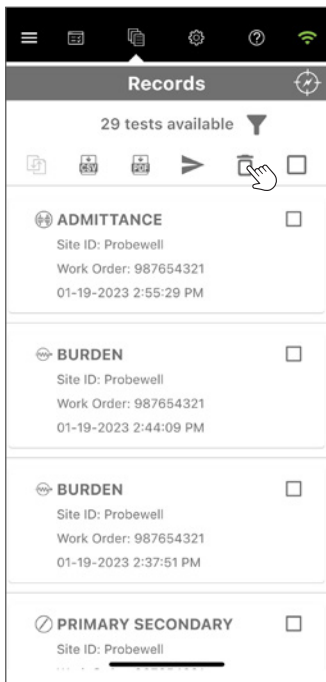 Records
29 tests available
CSV
PDF
ADMITTANCE
Site ID: Probewell
Work Order: 987654321
01-19-2023 2:55:29 PM
BURDEN
Site ID: Probewell
Work Order: 987654321
01-19-2023 2:44:09 PM
BURDEN
Site ID: Probewell
Work Order: 987654321
01-19-2023 2:37:51 PM
PRIMARY SECONDARY
Site ID: Probewell